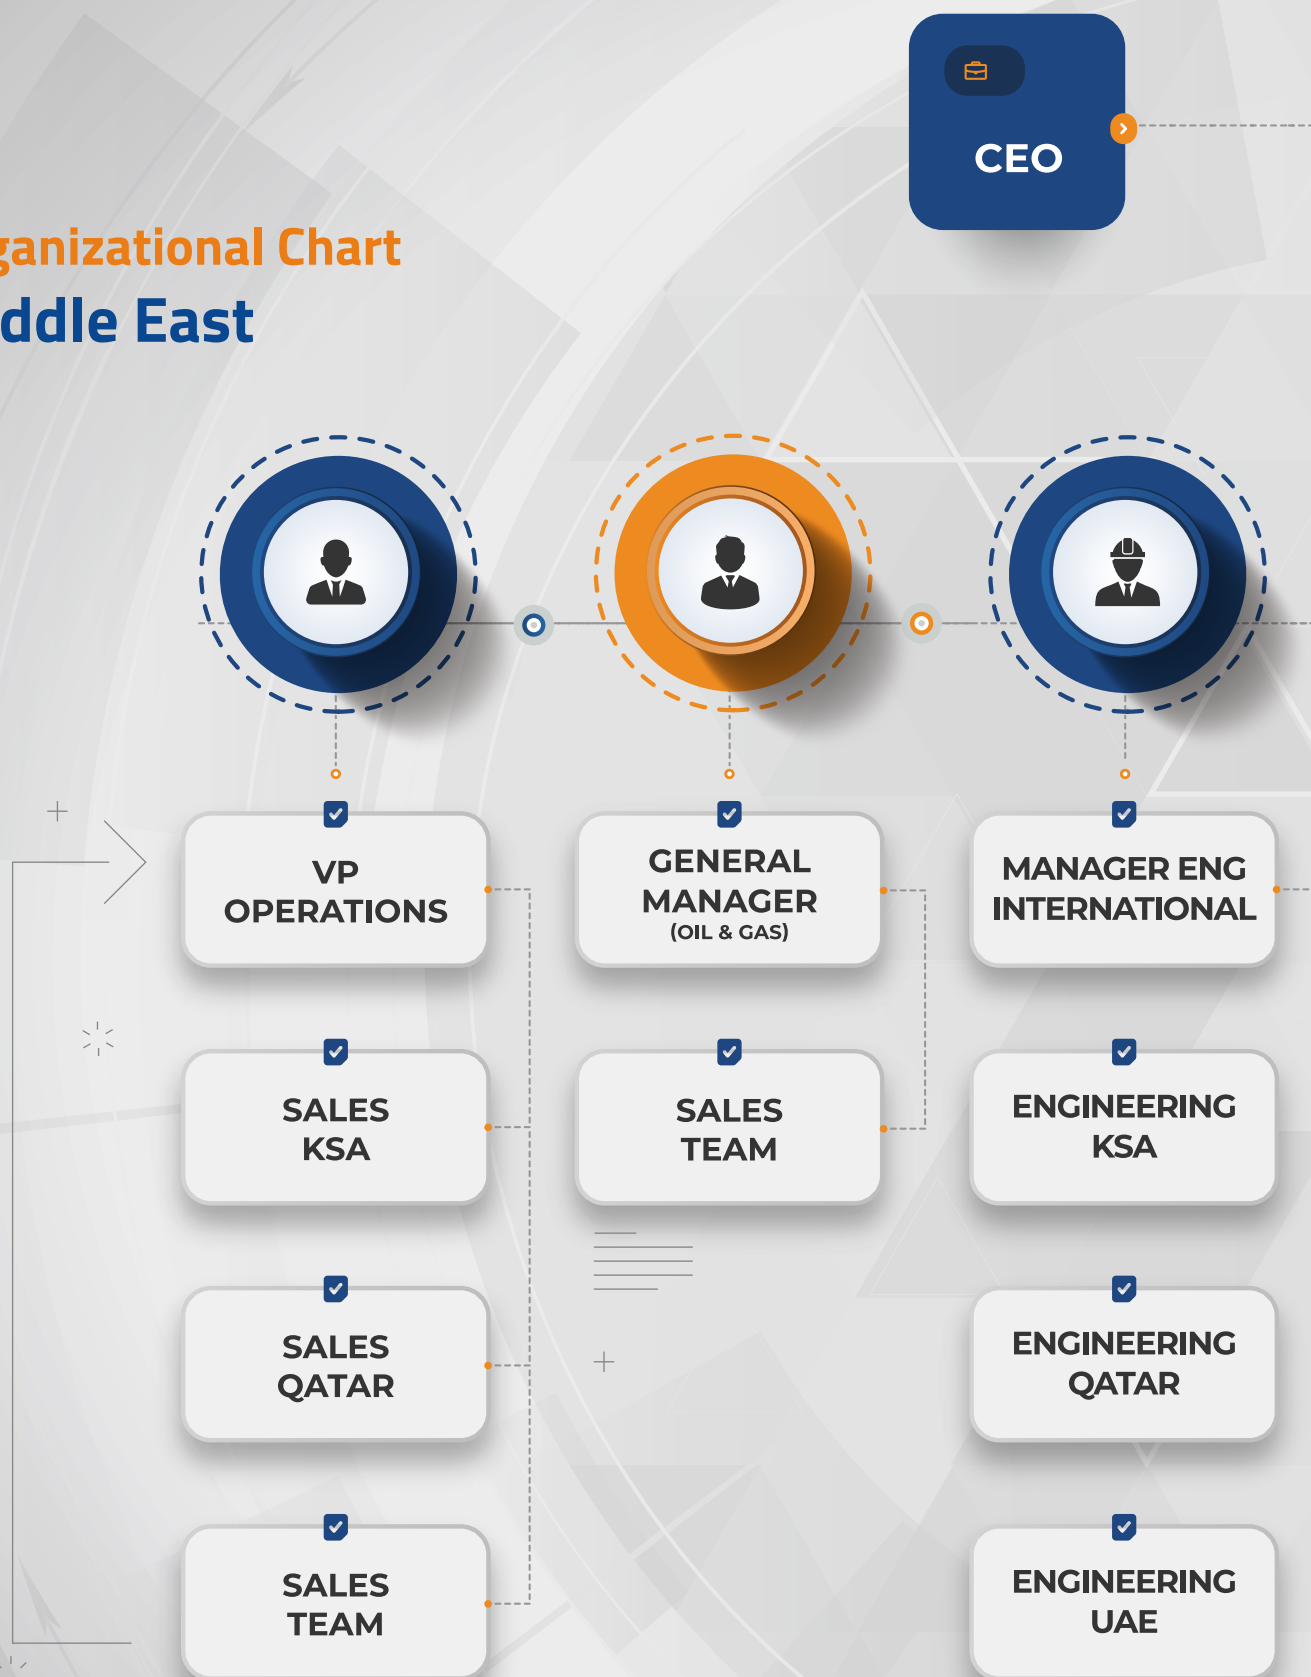 CEO
ganizational Chart
ddle East
VP
OPERATIONS
GENERAL
MANAGER
(OIL & GAS)
MANAGER ENG
INTERNATIONAL
SALES
KSA
SALES
TEAM
ENGINEERING
KSA
SALES
QATAR
ENGINEERING
QATAR
SALES
TEAM
ENGINEERING
UAE